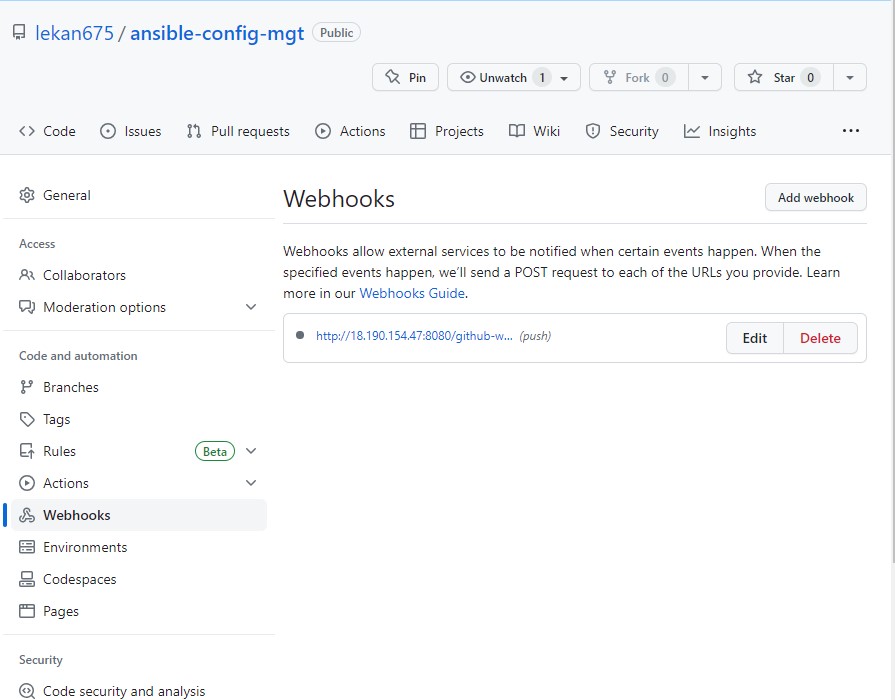 lekan675 / ansible-config-mgt Public
Pin Unwatch 1 Fork 0 Star 0
Code Issues Pull requests Actions Projects Wiki Security Insights ...
General
Access
Collaborators
Moderation options
Code and automation
Branches
Tags
Rules Beta
Actions
Webhooks
Environments
Codespaces
Pages
Security
Code security and analysis
Webhooks Add webhook
Webhooks allow external services to be notified when certain events happen. When the
specified events happen, we'll send a POST request to each of the URLs you provide. Learn
more in our Webhooks Guide.
http://18.190.154.47:8080/github-w... (push) Edit Delete